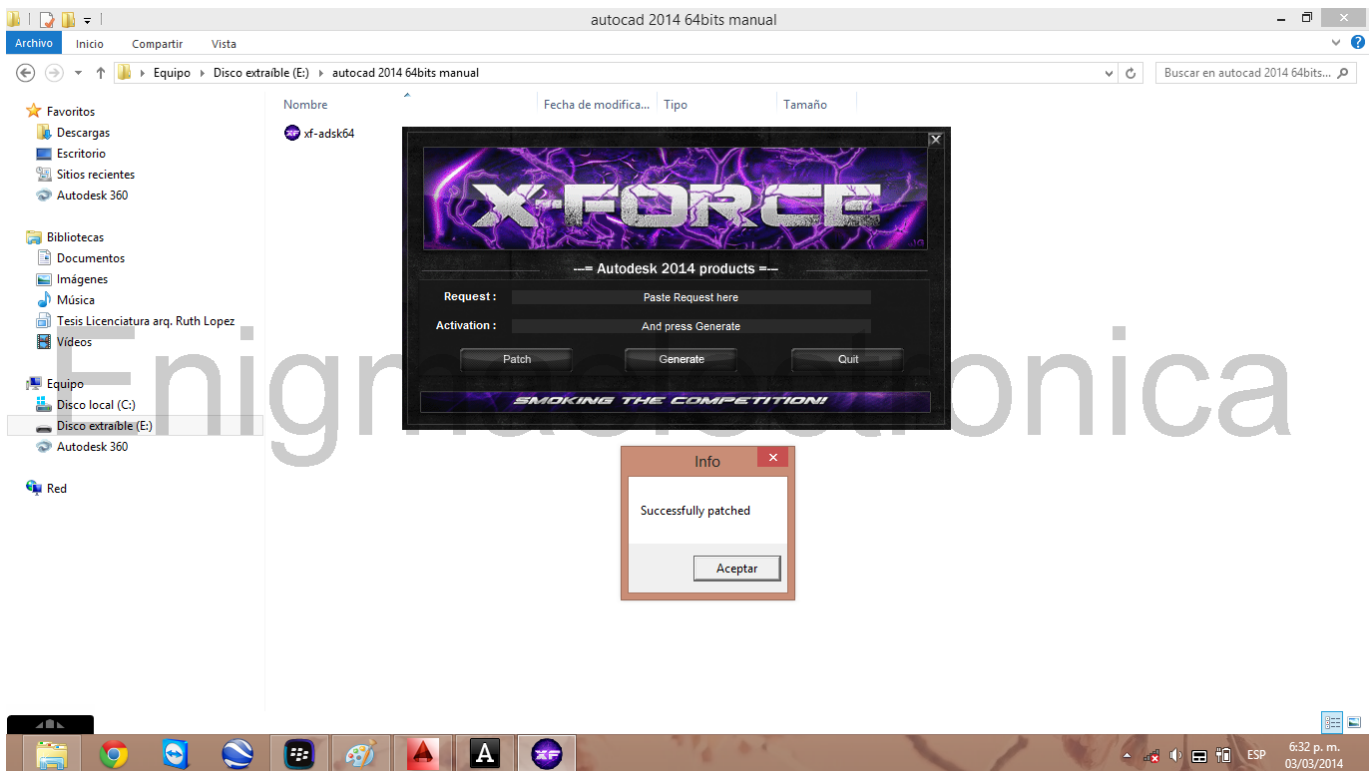 autocad 2014 64bits manual
Archivo Inicio Compartir Vista
Equipo Disco extraíble (E:) autocad 2014 64bits manual
Buscar en autocad 2014 64bits...
Nombre Fecha de modifica... Tipo Tamaño
Favoritos
Descargas
Escritorio
Sitios recientes
Autodesk 360
Bibliotecas
Documentos
Imágenes
Música
Tesis Licenciatura arq. Ruth Lopez
Vídeos
Equipo
Disco local (C:)
Disco extraíble (E:)
Autodesk 360
Red
XF xf-adsk64
X-FORCE
---= Autodesk 2014 products =---
Request : Paste Request here
Activation : And press Generate
Patch Generate Quit
SMOKING THE COMPETITION!
Enigmaelectronica
Info
Successfully patched
Aceptar
A
XF
ESP
6:32 p. m.
03/03/2014